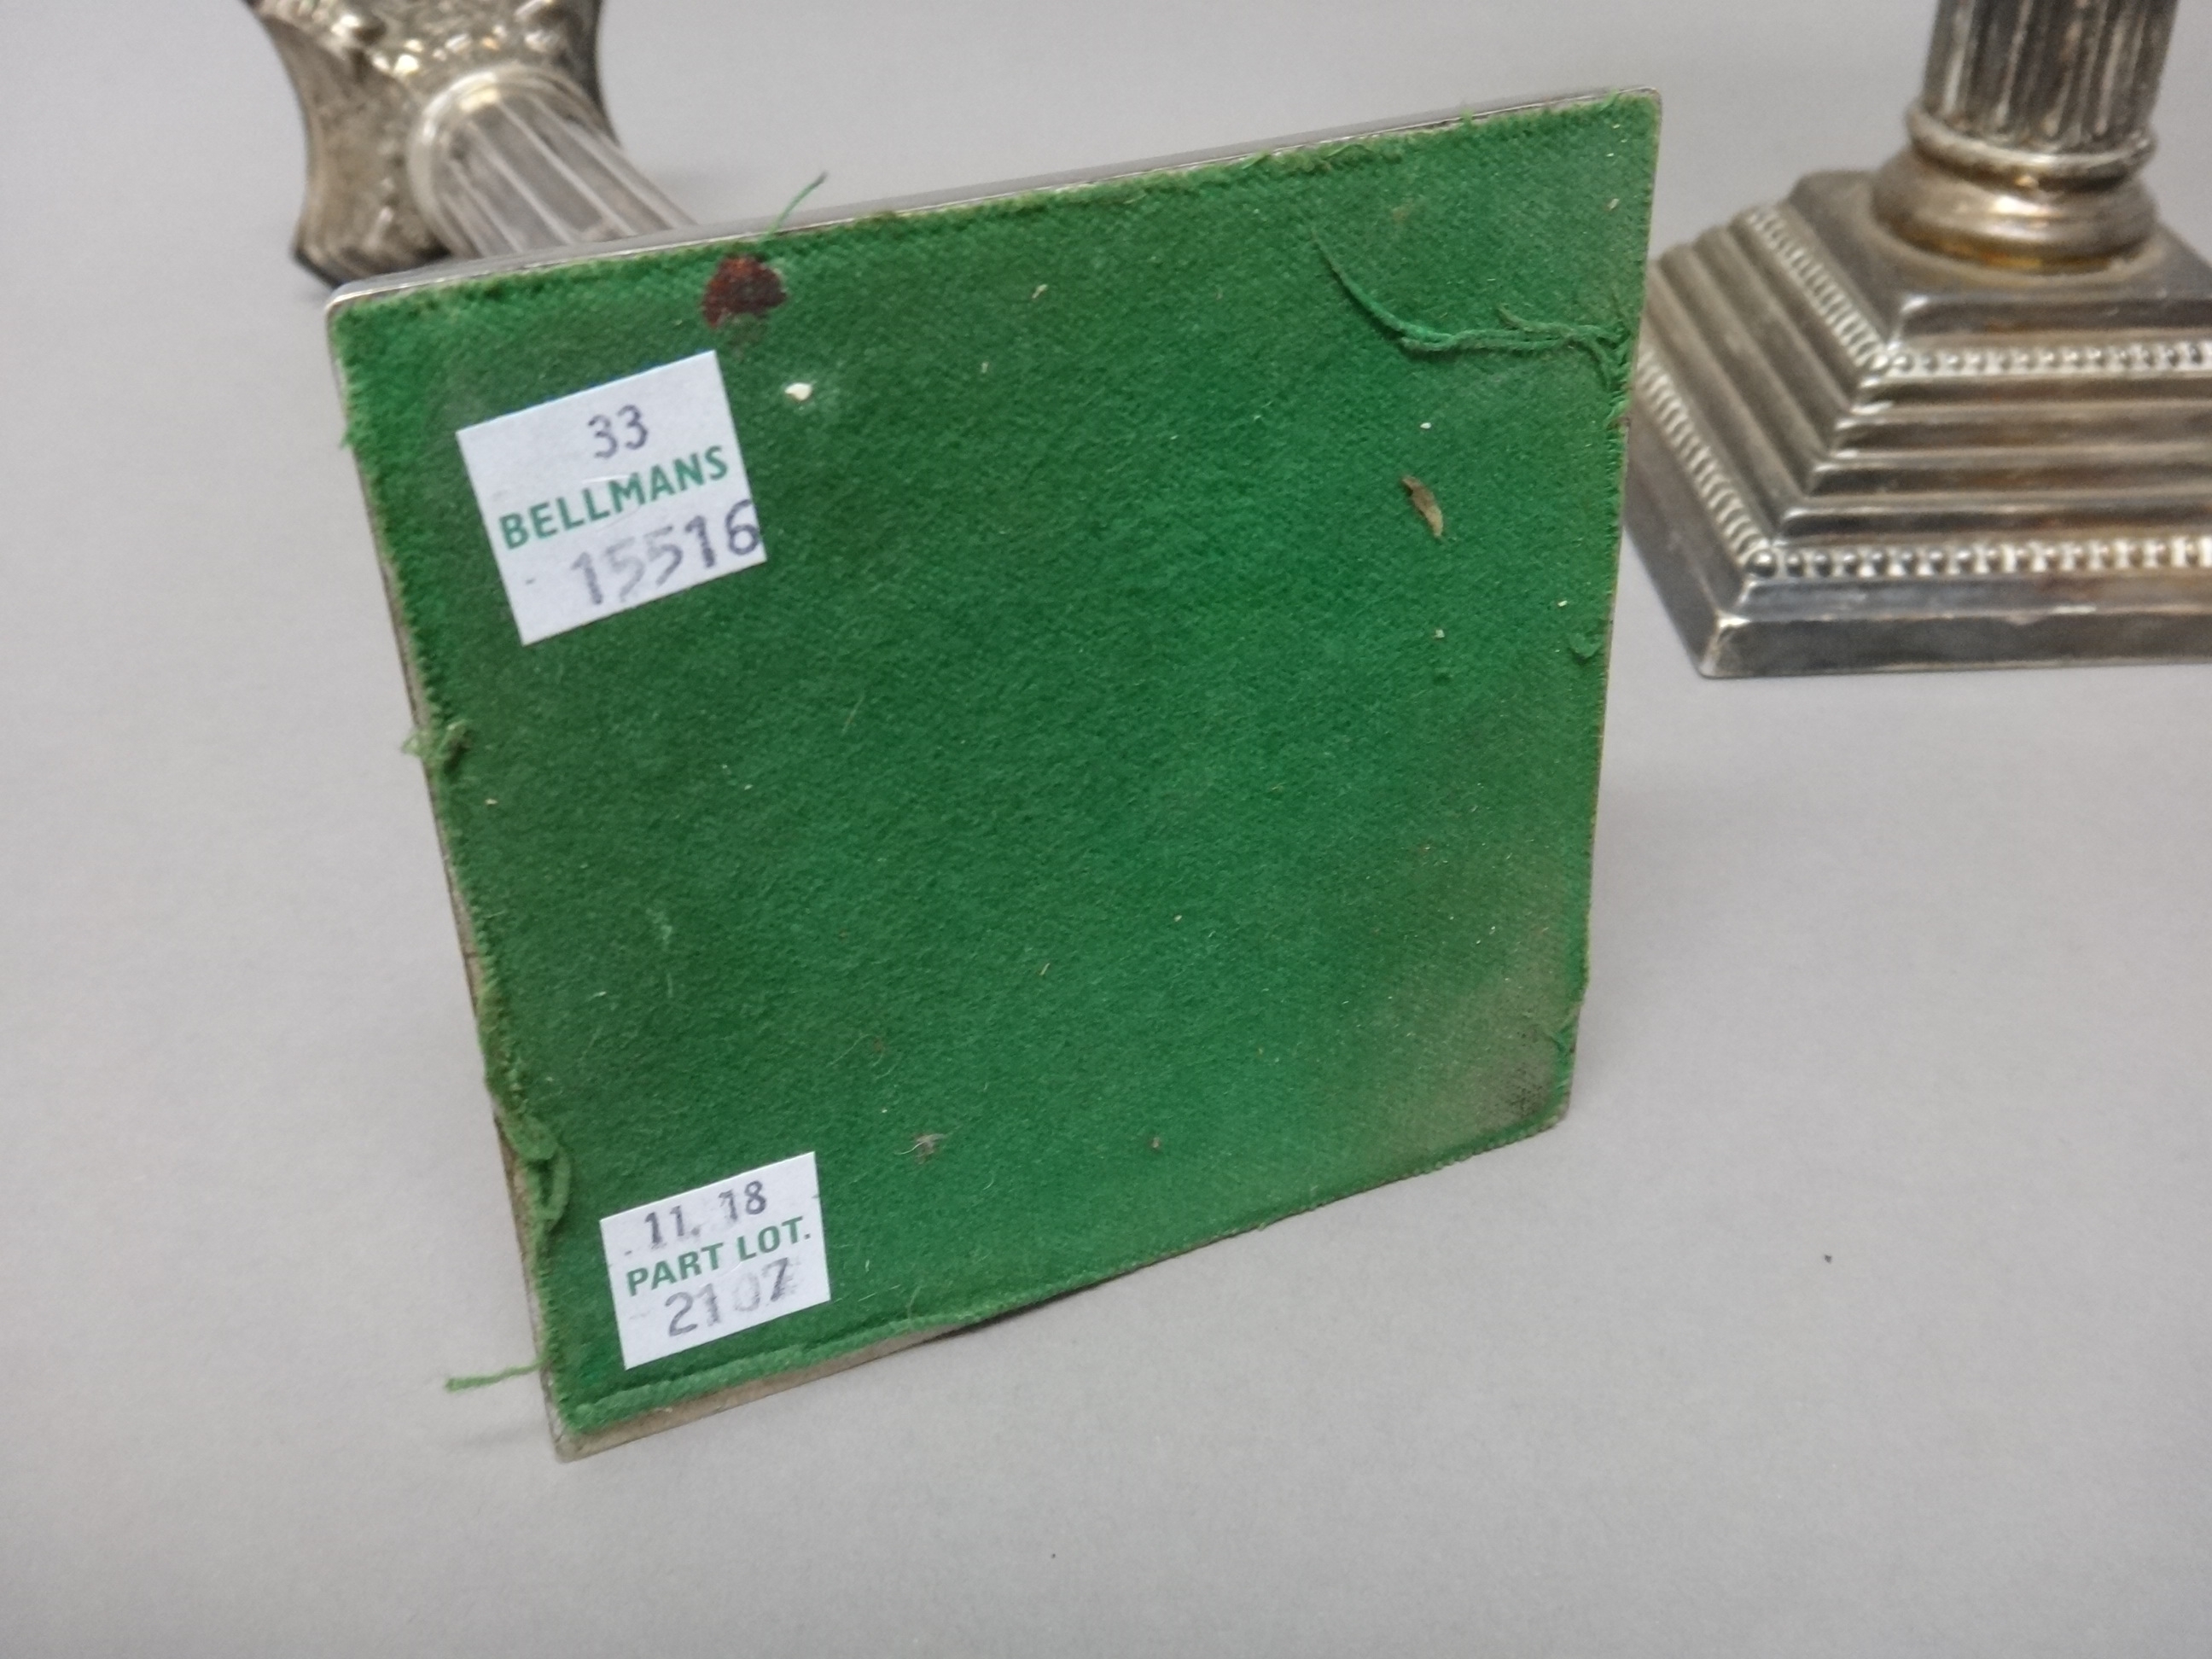 33
BELLMANS
15516
11. 18
PART LOT.
2107